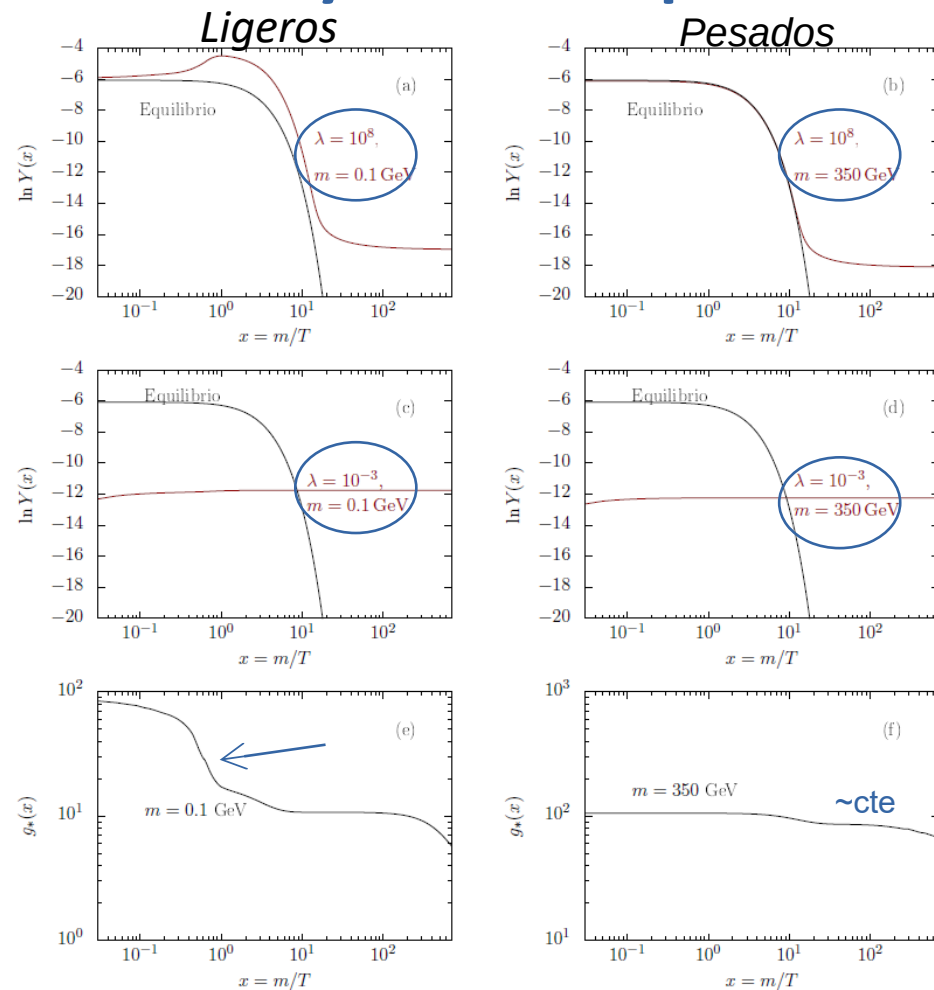 Ligeros
Pesados
−4
−6
−8
−10
−12
−14
−16
−18
−20
ln Y(x)
(a)
Equilibrio
λ = 10⁸,
m = 0.1 GeV
10⁻¹
10⁰
10¹
10²
x = m/T
−4
−6
−8
−10
−12
−14
−16
−18
−20
ln Y(x)
(b)
Equilibrio
λ = 10⁸,
m = 350 GeV
10⁻¹
10⁰
10¹
10²
x = m/T
−4
−6
−8
−10
−12
−14
−16
−18
−20
ln Y(x)
Equilibrio
(c)
λ = 10⁻³,
m = 0.1 GeV
10⁻¹
10⁰
10¹
10²
x = m/T
−4
−6
−8
−10
−12
−14
−16
−18
−20
ln Y(x)
Equilibrio
(d)
λ = 10⁻³,
m = 350 GeV
10⁻¹
10⁰
10¹
10²
x = m/T
10²
10¹
10⁰
g∗(x)
(e)
m = 0.1 GeV
10⁻¹
10⁰
10¹
10²
x = m/T
10³
10²
10¹
g∗(x)
(f)
m = 350 GeV
~cte
10⁻¹
10⁰
10¹
10²
x = m/T